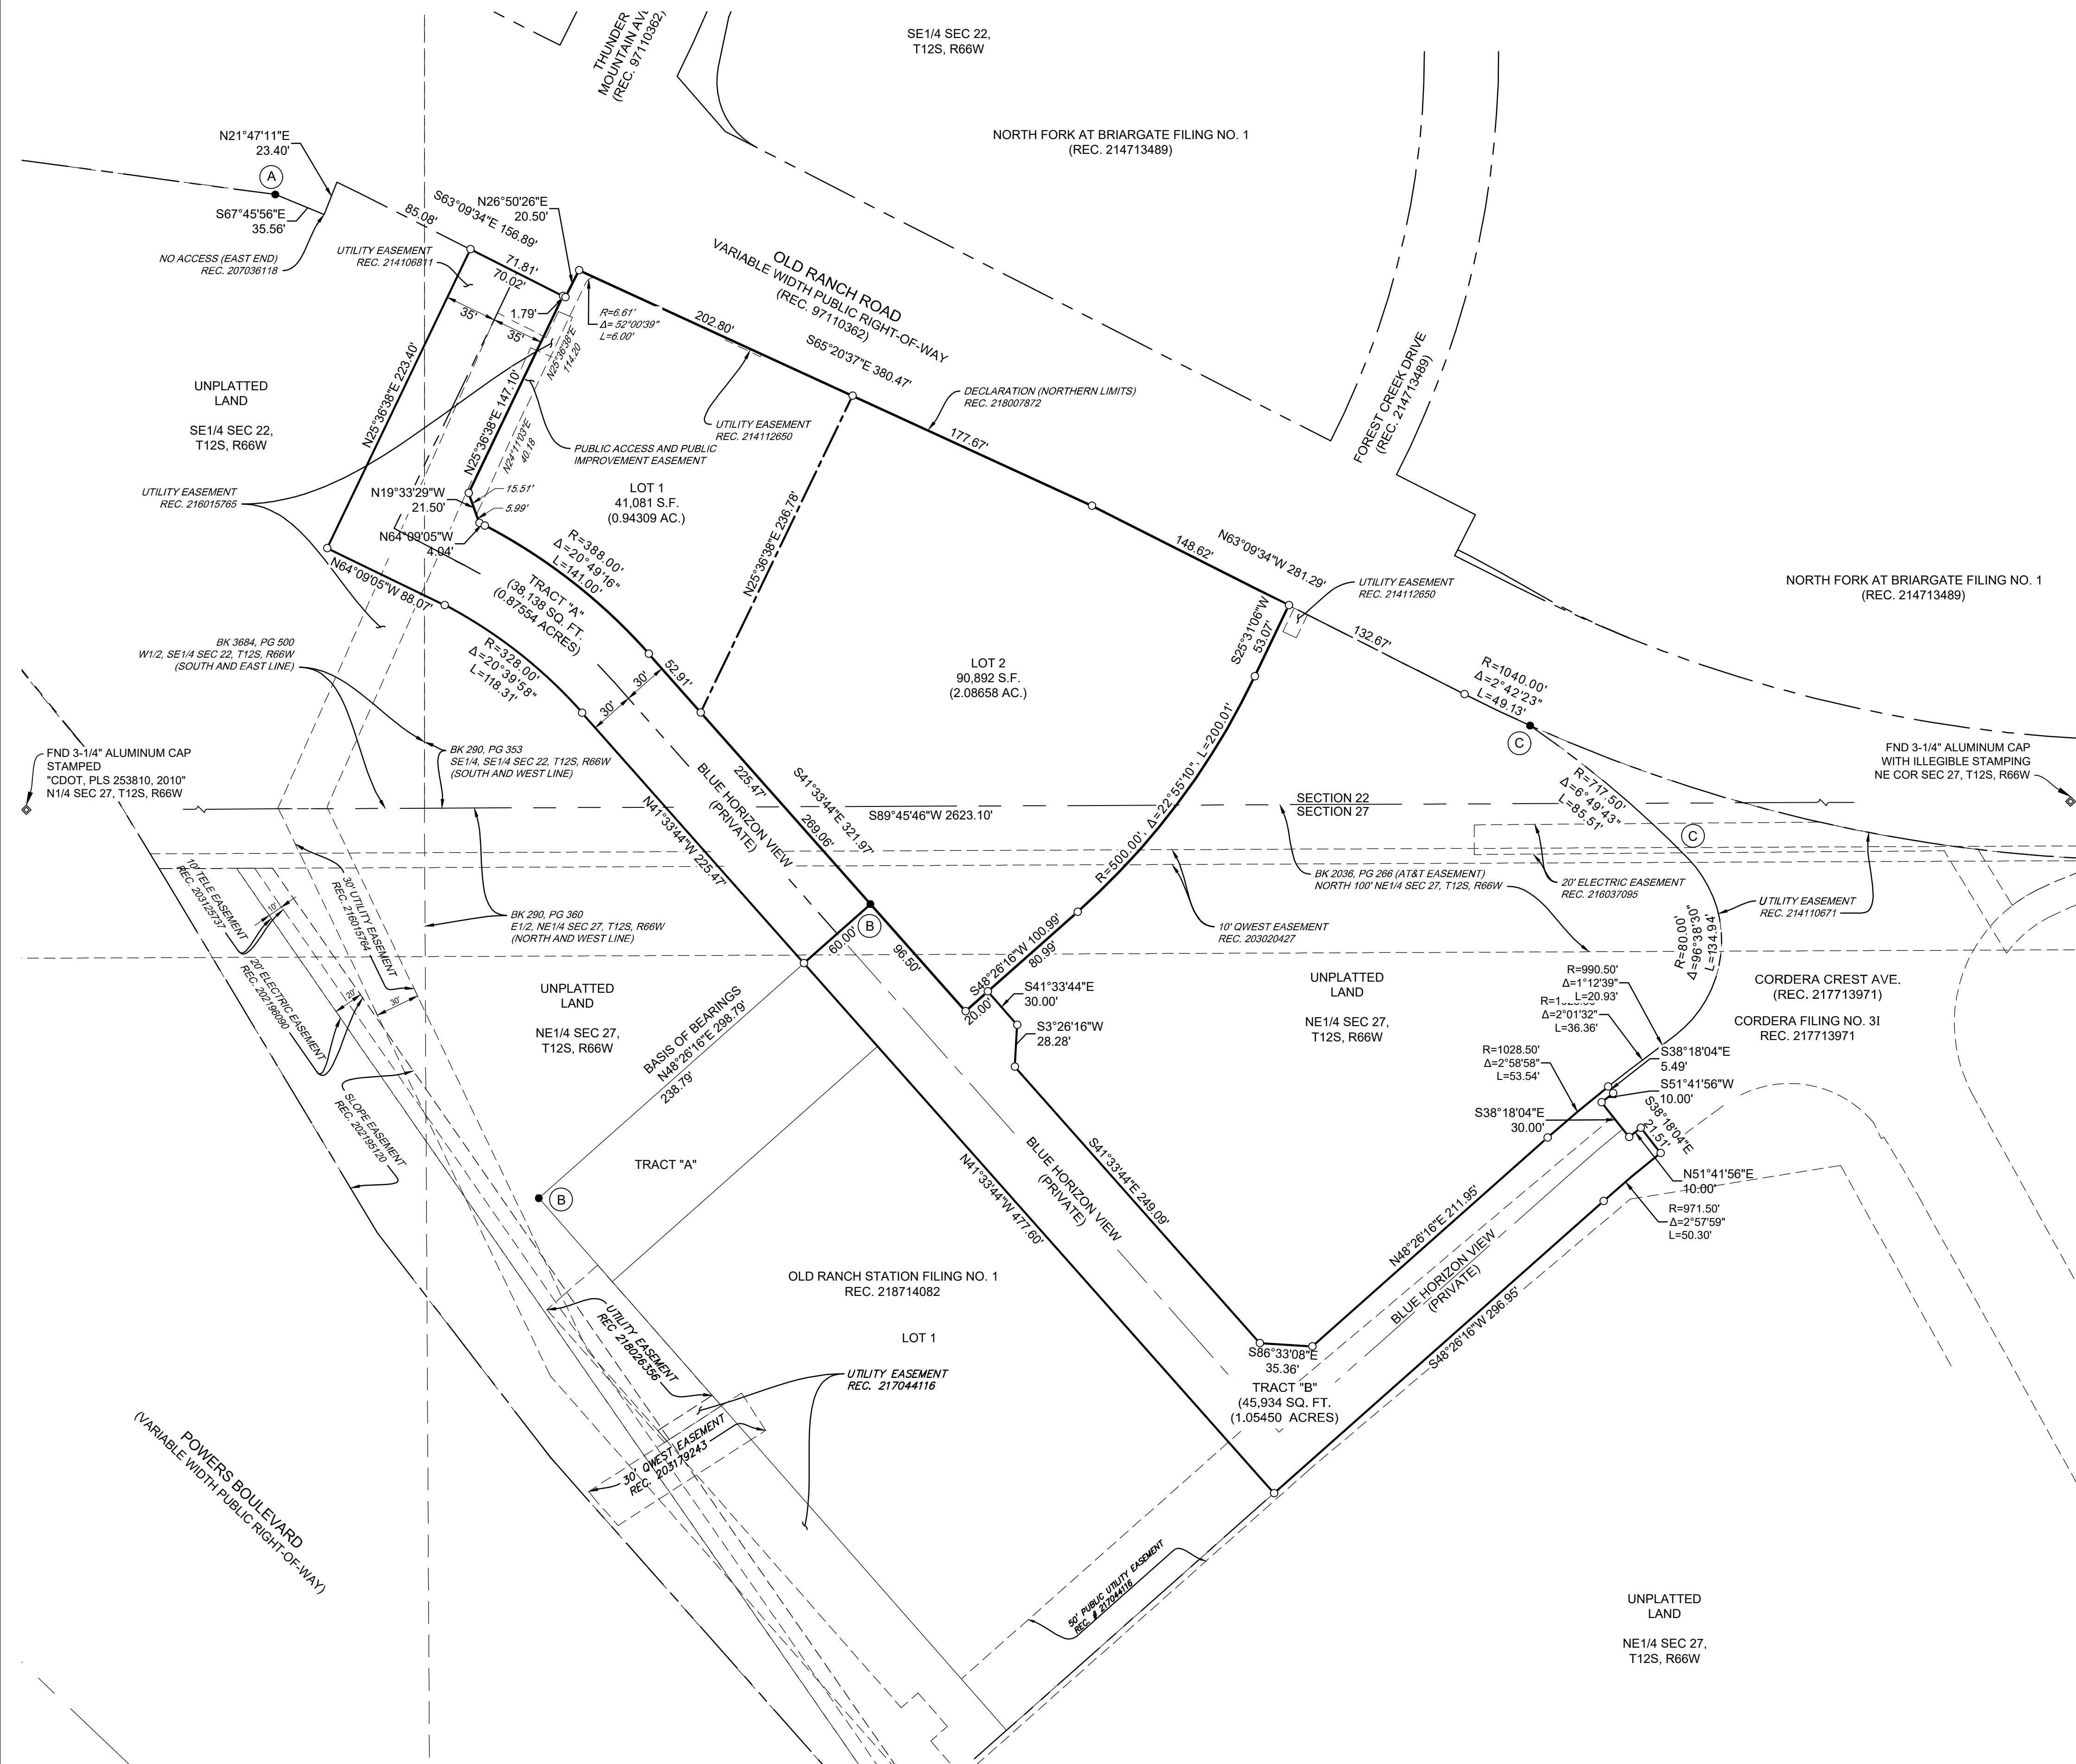 THUNDER
MOUNTAIN AVE
(REC. 97110362)
SE1/4 SEC 22,
T12S, R66W
NORTH FORK AT BRIARGATE FILING NO. 1
(REC. 214713489)
N21°47'11"E
23.40'
A
S67°45'56"E
35.56'
NO ACCESS (EAST END)
REC. 207036118
S63°09'34"E 156.89'
85.08'
N26°50'26"E
20.50'
UTILITY EASEMENT
REC. 214106811
71.81'
70.02'
1.79'
35'
35'
R=6.61'
Δ= 52°00'39"
L=6.00'
N25°36'38"E
114.20
OLD RANCH ROAD
VARIABLE WIDTH PUBLIC RIGHT-OF-WAY
(REC. 97110362)
202.80'
S65°20'37"E 380.47'
DECLARATION (NORTHERN LIMITS)
REC. 218007872
177.67'
UTILITY EASEMENT
REC. 214112650
FOREST CREEK DRIVE
(REC. 214713489)
UNPLATTED
LAND
SE1/4 SEC 22,
T12S, R66W
N25°36'38"E 223.40'
N25°36'38"E 147.10'
N24°11'03"E
40.18
PUBLIC ACCESS AND PUBLIC
IMPROVEMENT EASEMENT
UTILITY EASEMENT
REC. 216015765
N19°33'29"W
21.50'
15.51'
5.99'
N64°09'05"W
4.04'
LOT 1
41,081 S.F.
(0.94309 AC.)
N25°36'38"E 236.78'
R=388.00'
Δ=20°49'16"
L=141.00'
TRACT "A"
(38,138 SQ. FT.
(0.87554 ACRES)
N64°09'05"W 88.07'
R=328.00'
Δ=20°39'58"
L=118.31'
148.62'
N63°09'34"W 281.29'
UTILITY EASEMENT
REC. 214112650
S25°31'06"W
53.07'
132.67'
R=1040.00'
Δ=2°42'23"
L=49.13'
C
NORTH FORK AT BRIARGATE FILING NO. 1
(REC. 214713489)
BK 3684, PG 500
W1/2, SE1/4 SEC 22, T12S, R66W
(SOUTH AND EAST LINE)
52.91'
30'
30'
LOT 2
90,892 S.F.
(2.08658 AC.)
FND 3-1/4" ALUMINUM CAP
STAMPED
"CDOT, PLS 253810, 2010"
N1/4 SEC 27, T12S, R66W
BK 290, PG 353
SE1/4, SE1/4 SEC 22, T12S, R66W
(SOUTH AND WEST LINE)
FND 3-1/4" ALUMINUM CAP
WITH ILLEGIBLE STAMPING
NE COR SEC 27, T12S, R66W
BLUE HORIZON VIEW
(PRIVATE)
225.47'
S41°33'44"E 321.97'
269.06'
N41°33'44"W 225.47'
S89°45'46"W 2623.10'
SECTION 22
SECTION 27
R=500.00', Δ=22°55'10", L=200.01'
R=717.50'
Δ=6°49'43"
L=85.51'
C
10' TELE EASEMENT
REC. 203125737
10'
30' UTILITY EASEMENT
REC. 216015764
BK 290, PG 360
E1/2, NE1/4 SEC 27, T12S, R66W
(NORTH AND WEST LINE)
BK 2036, PG 266 (AT&T EASEMENT)
NORTH 100' NE1/4 SEC 27, T12S, R66W
20' ELECTRIC EASEMENT
REC. 216037095
UTILITY EASEMENT
REC. 214110671
10' QWEST EASEMENT
REC. 203020427
R=80.00'
Δ=96°38'30"
L=134.94'
60.00'
B
96.50'
S48°26'16"W 100.99'
80.99'
20.00'
S41°33'44"E
30.00'
S3°26'16"W
28.28'
20' ELECTRIC EASEMENT
REC. 202196090
20'
30'
UNPLATTED
LAND
NE1/4 SEC 27,
T12S, R66W
BASIS OF BEARINGS
N48°26'16"E 298.79'
238.79'
UNPLATTED
LAND
NE1/4 SEC 27,
T12S, R66W
R=990.50'
Δ=1°12'39"
L=20.93'
Δ=2°01'32"
L=36.36'
CORDERA CREST AVE.
(REC. 217713971)
CORDERA FILING NO. 3I
REC. 217713971
R=1028.50'
Δ=2°58'58"
L=53.54'
S38°18'04"E
5.49'
S51°41'56"W
10.00'
S38°18'04"E
30.00'
S38°18'04"E
21.51'
N51°41'56"E
10.00'
R=971.50'
Δ=2°57'59"
L=50.30'
SLOPE EASEMENT
REC. 202195120
TRACT "A"
B
BLUE HORIZON VIEW
(PRIVATE)
S41°33'44"E 249.09'
N41°33'44"W 477.60'
N48°26'16"E 211.95'
BLUE HORIZON VIEW
(PRIVATE)
S48°26'16"W 296.95'
OLD RANCH STATION FILING NO. 1
REC. 218714082
LOT 1
UTILITY EASEMENT
REC 218026356
UTILITY EASEMENT
REC. 217044116
S86°33'08"E
35.36'
TRACT "B"
(45,934 SQ. FT.
(1.05450 ACRES)
30' QWEST EASEMENT
REC. 203179243
POWERS BOULEVARD
(VARIABLE WIDTH PUBLIC RIGHT-OF-WAY)
50' PUBLIC UTILITY EASEMENT
REC. # 217044116
UNPLATTED
LAND
NE1/4 SEC 27,
T12S, R66W